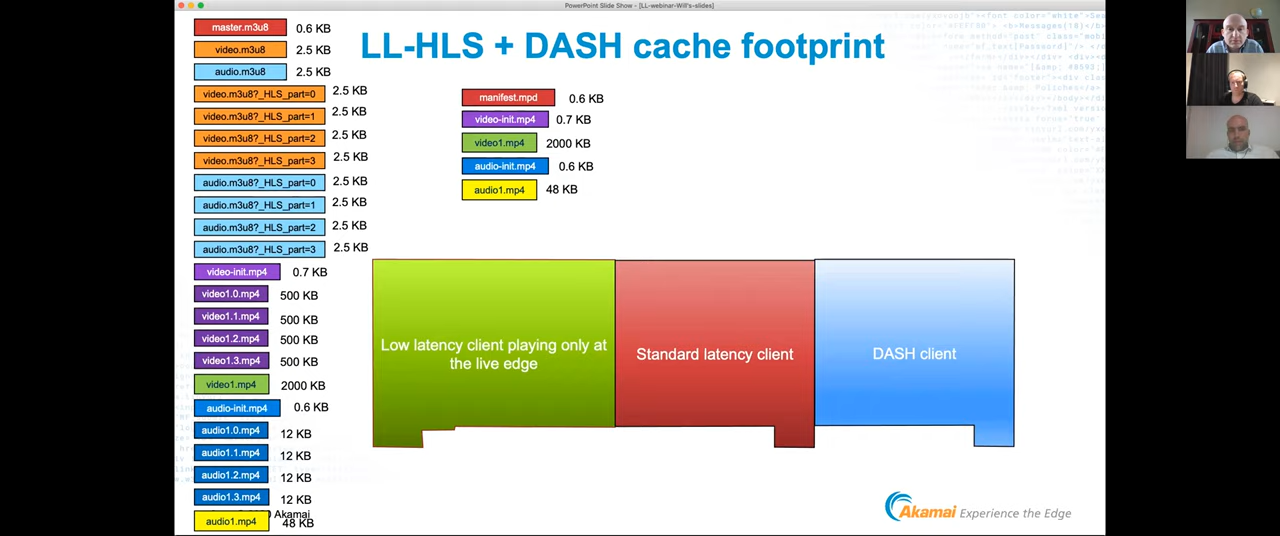 PowerPoint Slide Show - [LL-webinar-Will's-slides]
LL-HLS + DASH cache footprint
master.m3u8 0.6 KB
video.m3u8 2.5 KB
audio.m3u8 2.5 KB
video.m3u8?_HLS_part=0 2.5 KB
video.m3u8?_HLS_part=1 2.5 KB
video.m3u8?_HLS_part=2 2.5 KB
video.m3u8?_HLS_part=3 2.5 KB
audio.m3u8?_HLS_part=0 2.5 KB
audio.m3u8?_HLS_part=1 2.5 KB
audio.m3u8?_HLS_part=2 2.5 KB
audio.m3u8?_HLS_part=3 2.5 KB
video-init.mp4 0.7 KB
video1.0.mp4 500 KB
video1.1.mp4 500 KB
video1.2.mp4 500 KB
video1.3.mp4 500 KB
video1.mp4 2000 KB
audio-init.mp4 0.6 KB
audio1.0.mp4 12 KB
audio1.1.mp4 12 KB
audio1.2.mp4 12 KB
audio1.3.mp4 12 KB
Akamai
audio1.mp4 48 KB
manifest.mpd 0.6 KB
video-init.mp4 0.7 KB
video1.mp4 2000 KB
audio-init.mp4 0.6 KB
audio1.mp4 48 KB
Low latency client playing only at
the live edge
Standard latency client
DASH client
Akamai Experience the Edge